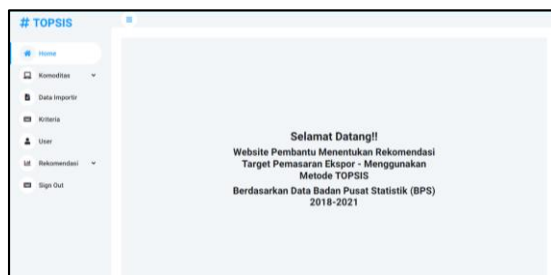 # TOPSIS
Home
Komoditas
Data Importir
Kriteria
User
Rekomendasi
Sign Out
Selamat Datang!!
Website Pembantu Menentukan Rekomendasi
Target Pemasaran Ekspor - Menggunakan
Metode TOPSIS
Berdasarkan Data Badan Pusat Statistik (BPS)
2018-2021